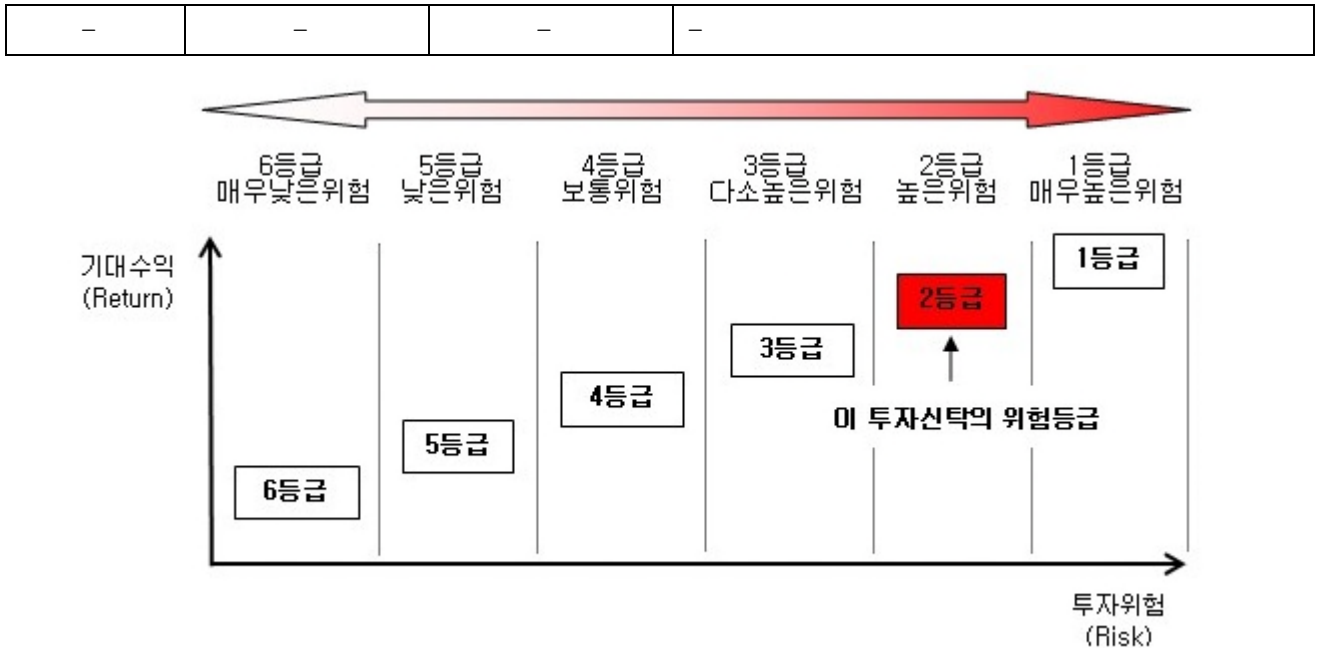 – – – –
6등급 5등급 4등급 3등급 2등급 1등급
매우낮은위험 낮은위험 보통위험 다소높은위험 높은위험 매우높은위험
기대수익
(Return)
1등급
2등급
3등급
4등급
이 투자신탁의 위험등급
5등급
6등급
투자위험
(Risk)